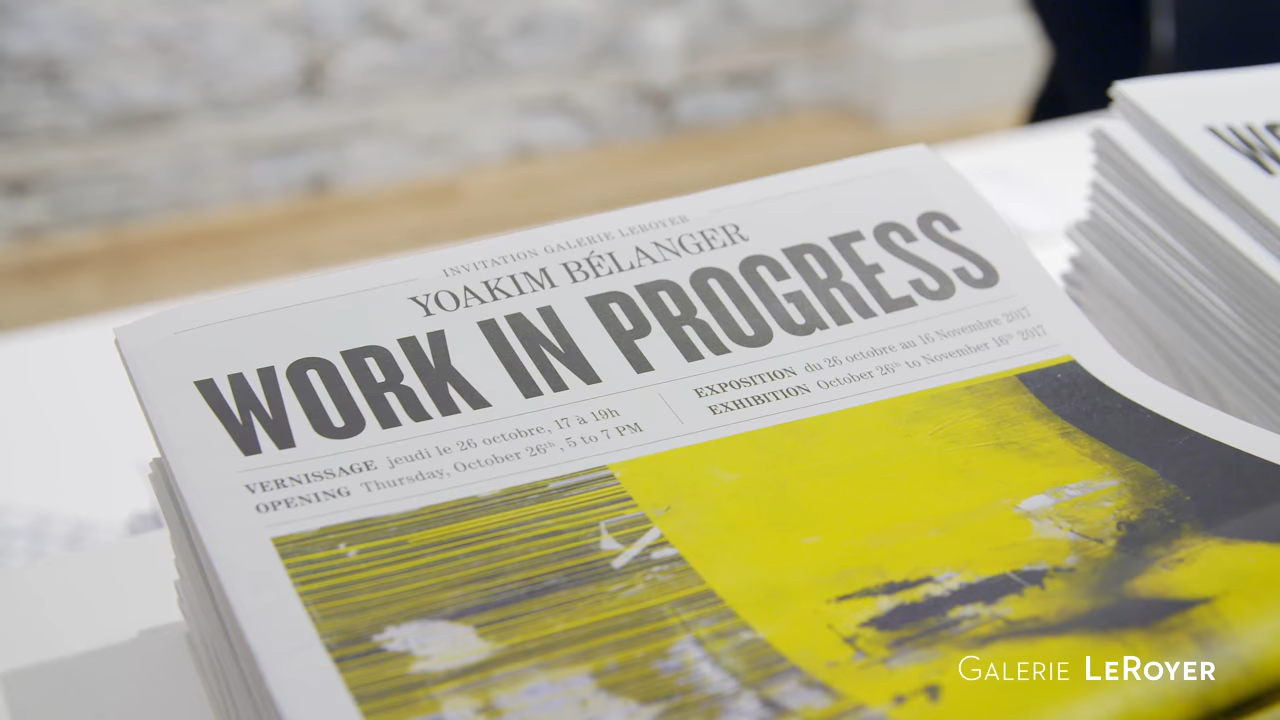 INVITATION GALERIE LEROYER
YOAKIM BÉLANGER
WORK IN PROGRESS
VERNISSAGE jeudi le 26 octobre, 17 à 19h
OPENING Thursday, October 26th, 5 to 7 PM
EXPOSITION du 26 octobre au 16 Novembre 2017
EXHIBITION October 26th to November 16th 2017
WO
GALERIE LEROYER